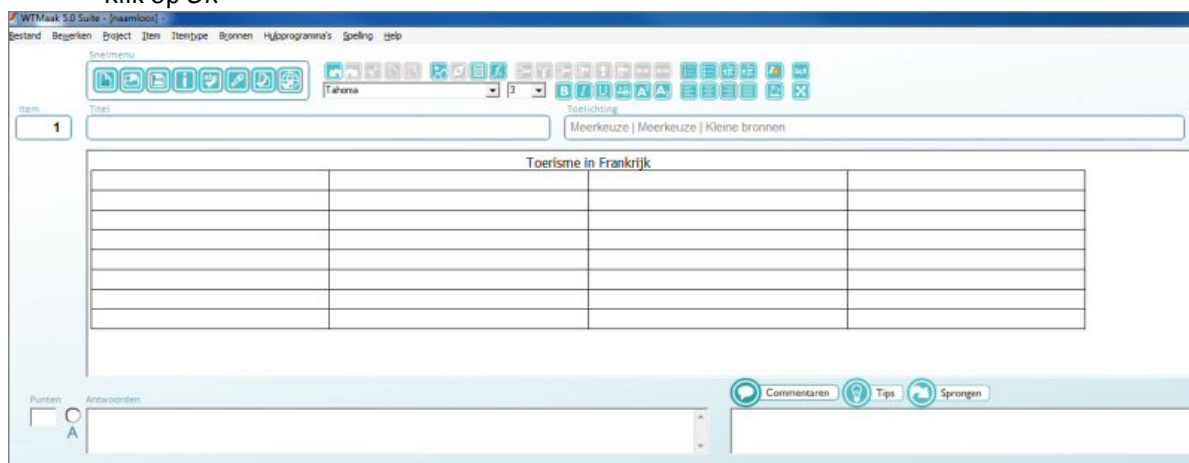 WTMaak 5.0 Suite - [naamloos] -
Bestand Bewerken Project Item Itemtype Bronnen Hulpprogramma's Spelling Help
Snelmenu
Tahoma 3 B I U
Item Titel Toelichting
1 Meerkeuze | Meerkeuze | Kleine bronnen
Toerisme in Frankrijk
Commentaren Tips Sprongen
Punten Antwoorden
A